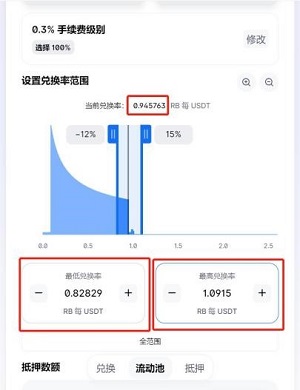 0.3% 手续费级别
选择 100%
修改
设置兑换率范围
当前兑换率： 0.945763 RB 每 USDT
-12%
15%
0.0 0.5 1.0 1.5 2.0 2.5
最低兑换率
− 0.82829 +
RB 每 USDT
最高兑换率
− 1.0915 +
RB 每 USDT
全范围
抵押数额
兑换 流动池 抵押